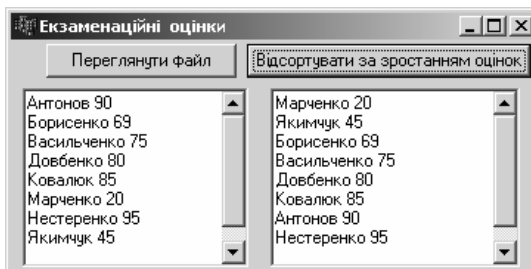 Екзаменаційні оцінки
Переглянути файл
Відсортувати за зростанням оцінок
Антонов 90
Борисенко 69
Васильченко 75
Довбенко 80
Ковалюк 85
Марченко 20
Нестеренко 95
Якимчук 45
Марченко 20
Якимчук 45
Борисенко 69
Васильченко 75
Довбенко 80
Ковалюк 85
Антонов 90
Нестеренко 95